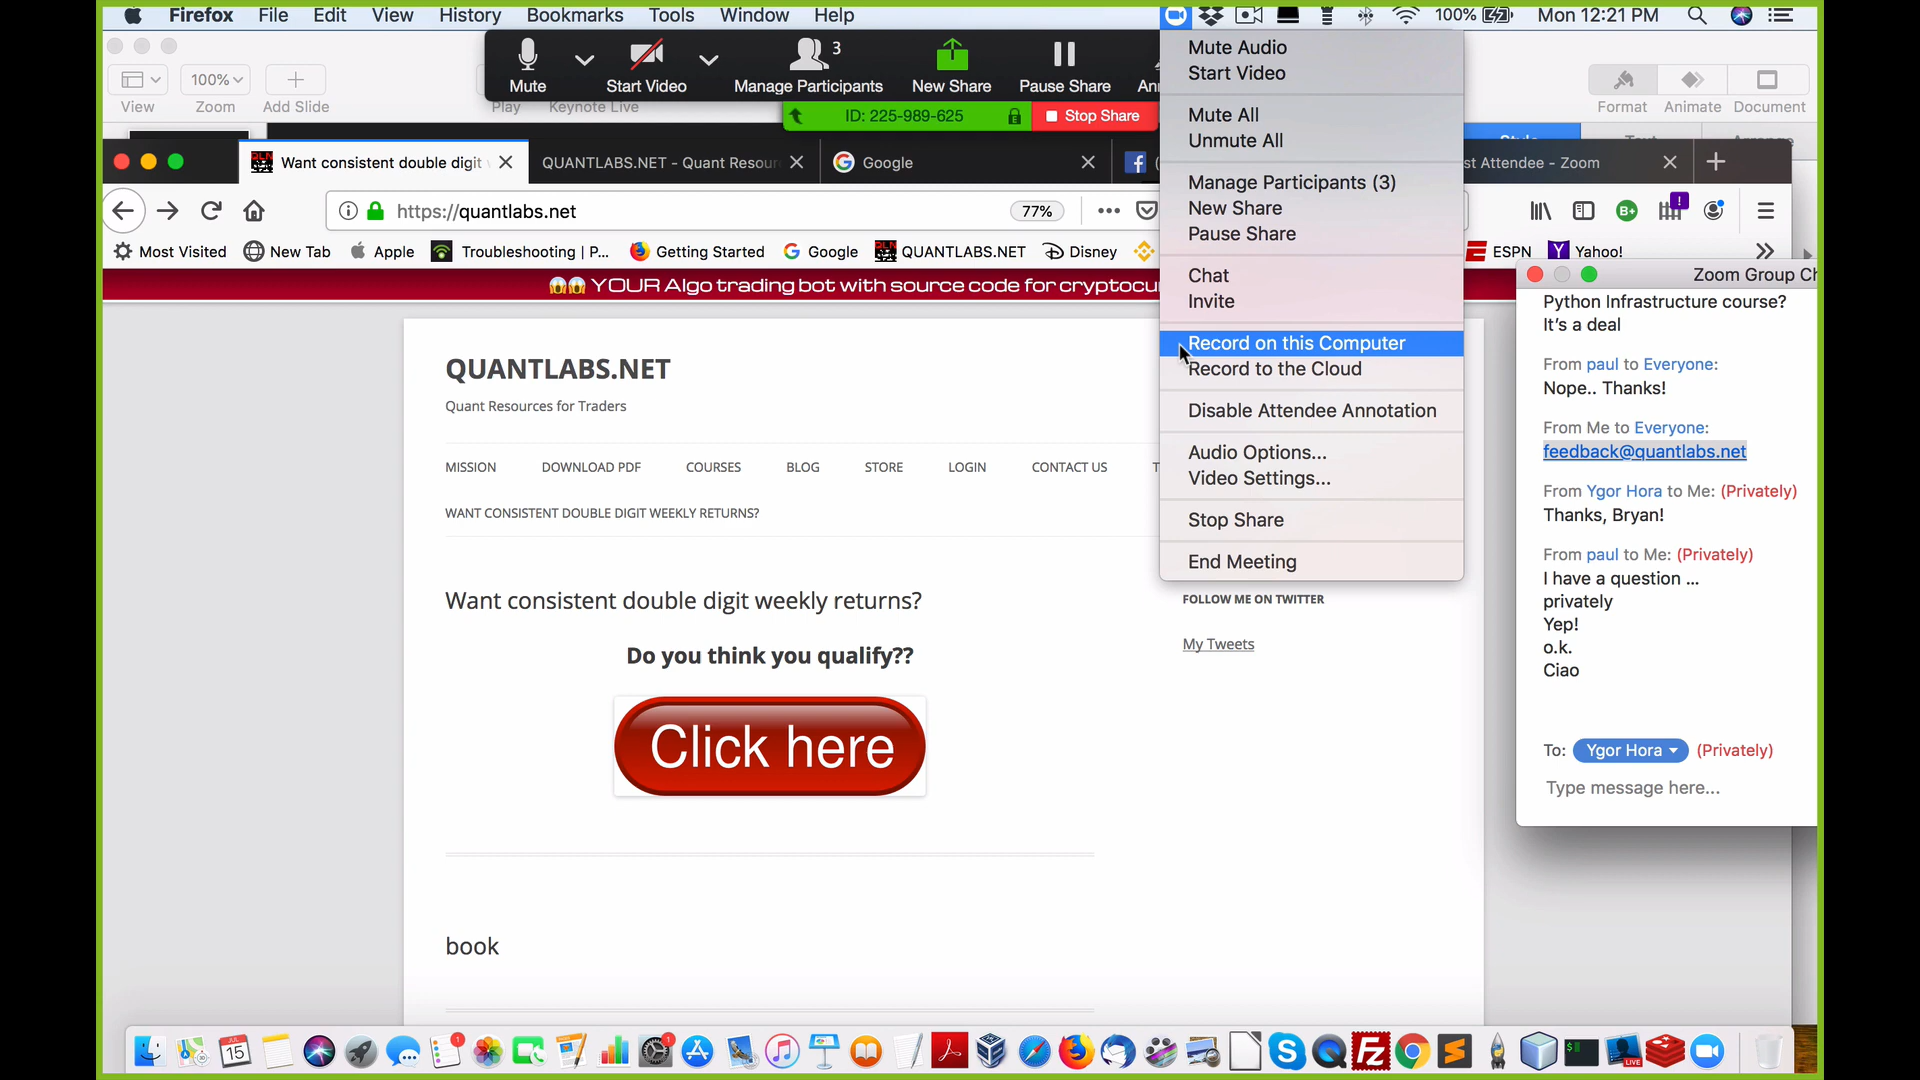 Firefox File Edit View History Bookmarks Tools Window Help
100%
Mon 12:21 PM
100%
View Zoom Add Slide
Play Keynote Live
Format Animate Document
Mute
Start Video
3
Manage Participants
New Share
Pause Share
ID: 225-989-625
Stop Share
Want consistent double digit
QUANTLABS.NET - Quant Resour
Google
st Attendee - Zoom
https://quantlabs.net
77%
Most Visited
New Tab
Apple
Troubleshooting | P...
Getting Started
Google
QUANTLABS.NET
Disney
ESPN
Yahoo!
YOUR Algo trading bot with source code for cryptocu
Mute Audio
Start Video
Mute All
Unmute All
Manage Participants (3)
New Share
Pause Share
Chat
Invite
Record on this Computer
Record to the Cloud
Disable Attendee Annotation
Audio Options...
Video Settings...
Stop Share
End Meeting
QUANTLABS.NET
Quant Resources for Traders
MISSION DOWNLOAD PDF COURSES BLOG STORE LOGIN CONTACT US T
WANT CONSISTENT DOUBLE DIGIT WEEKLY RETURNS?
Want consistent double digit weekly returns?
Do you think you qualify??
Click here
book
FOLLOW ME ON TWITTER
My Tweets
Zoom Group Ch
Python Infrastructure course?
It's a deal
From paul to Everyone:
Nope.. Thanks!
From Me to Everyone:
feedback@quantlabs.net
From Ygor Hora to Me: (Privately)
Thanks, Bryan!
From paul to Me: (Privately)
I have a question ...
privately
Yep!
o.k.
Ciao
To: Ygor Hora (Privately)
Type message here...
JUL
15
1
1
LIVE